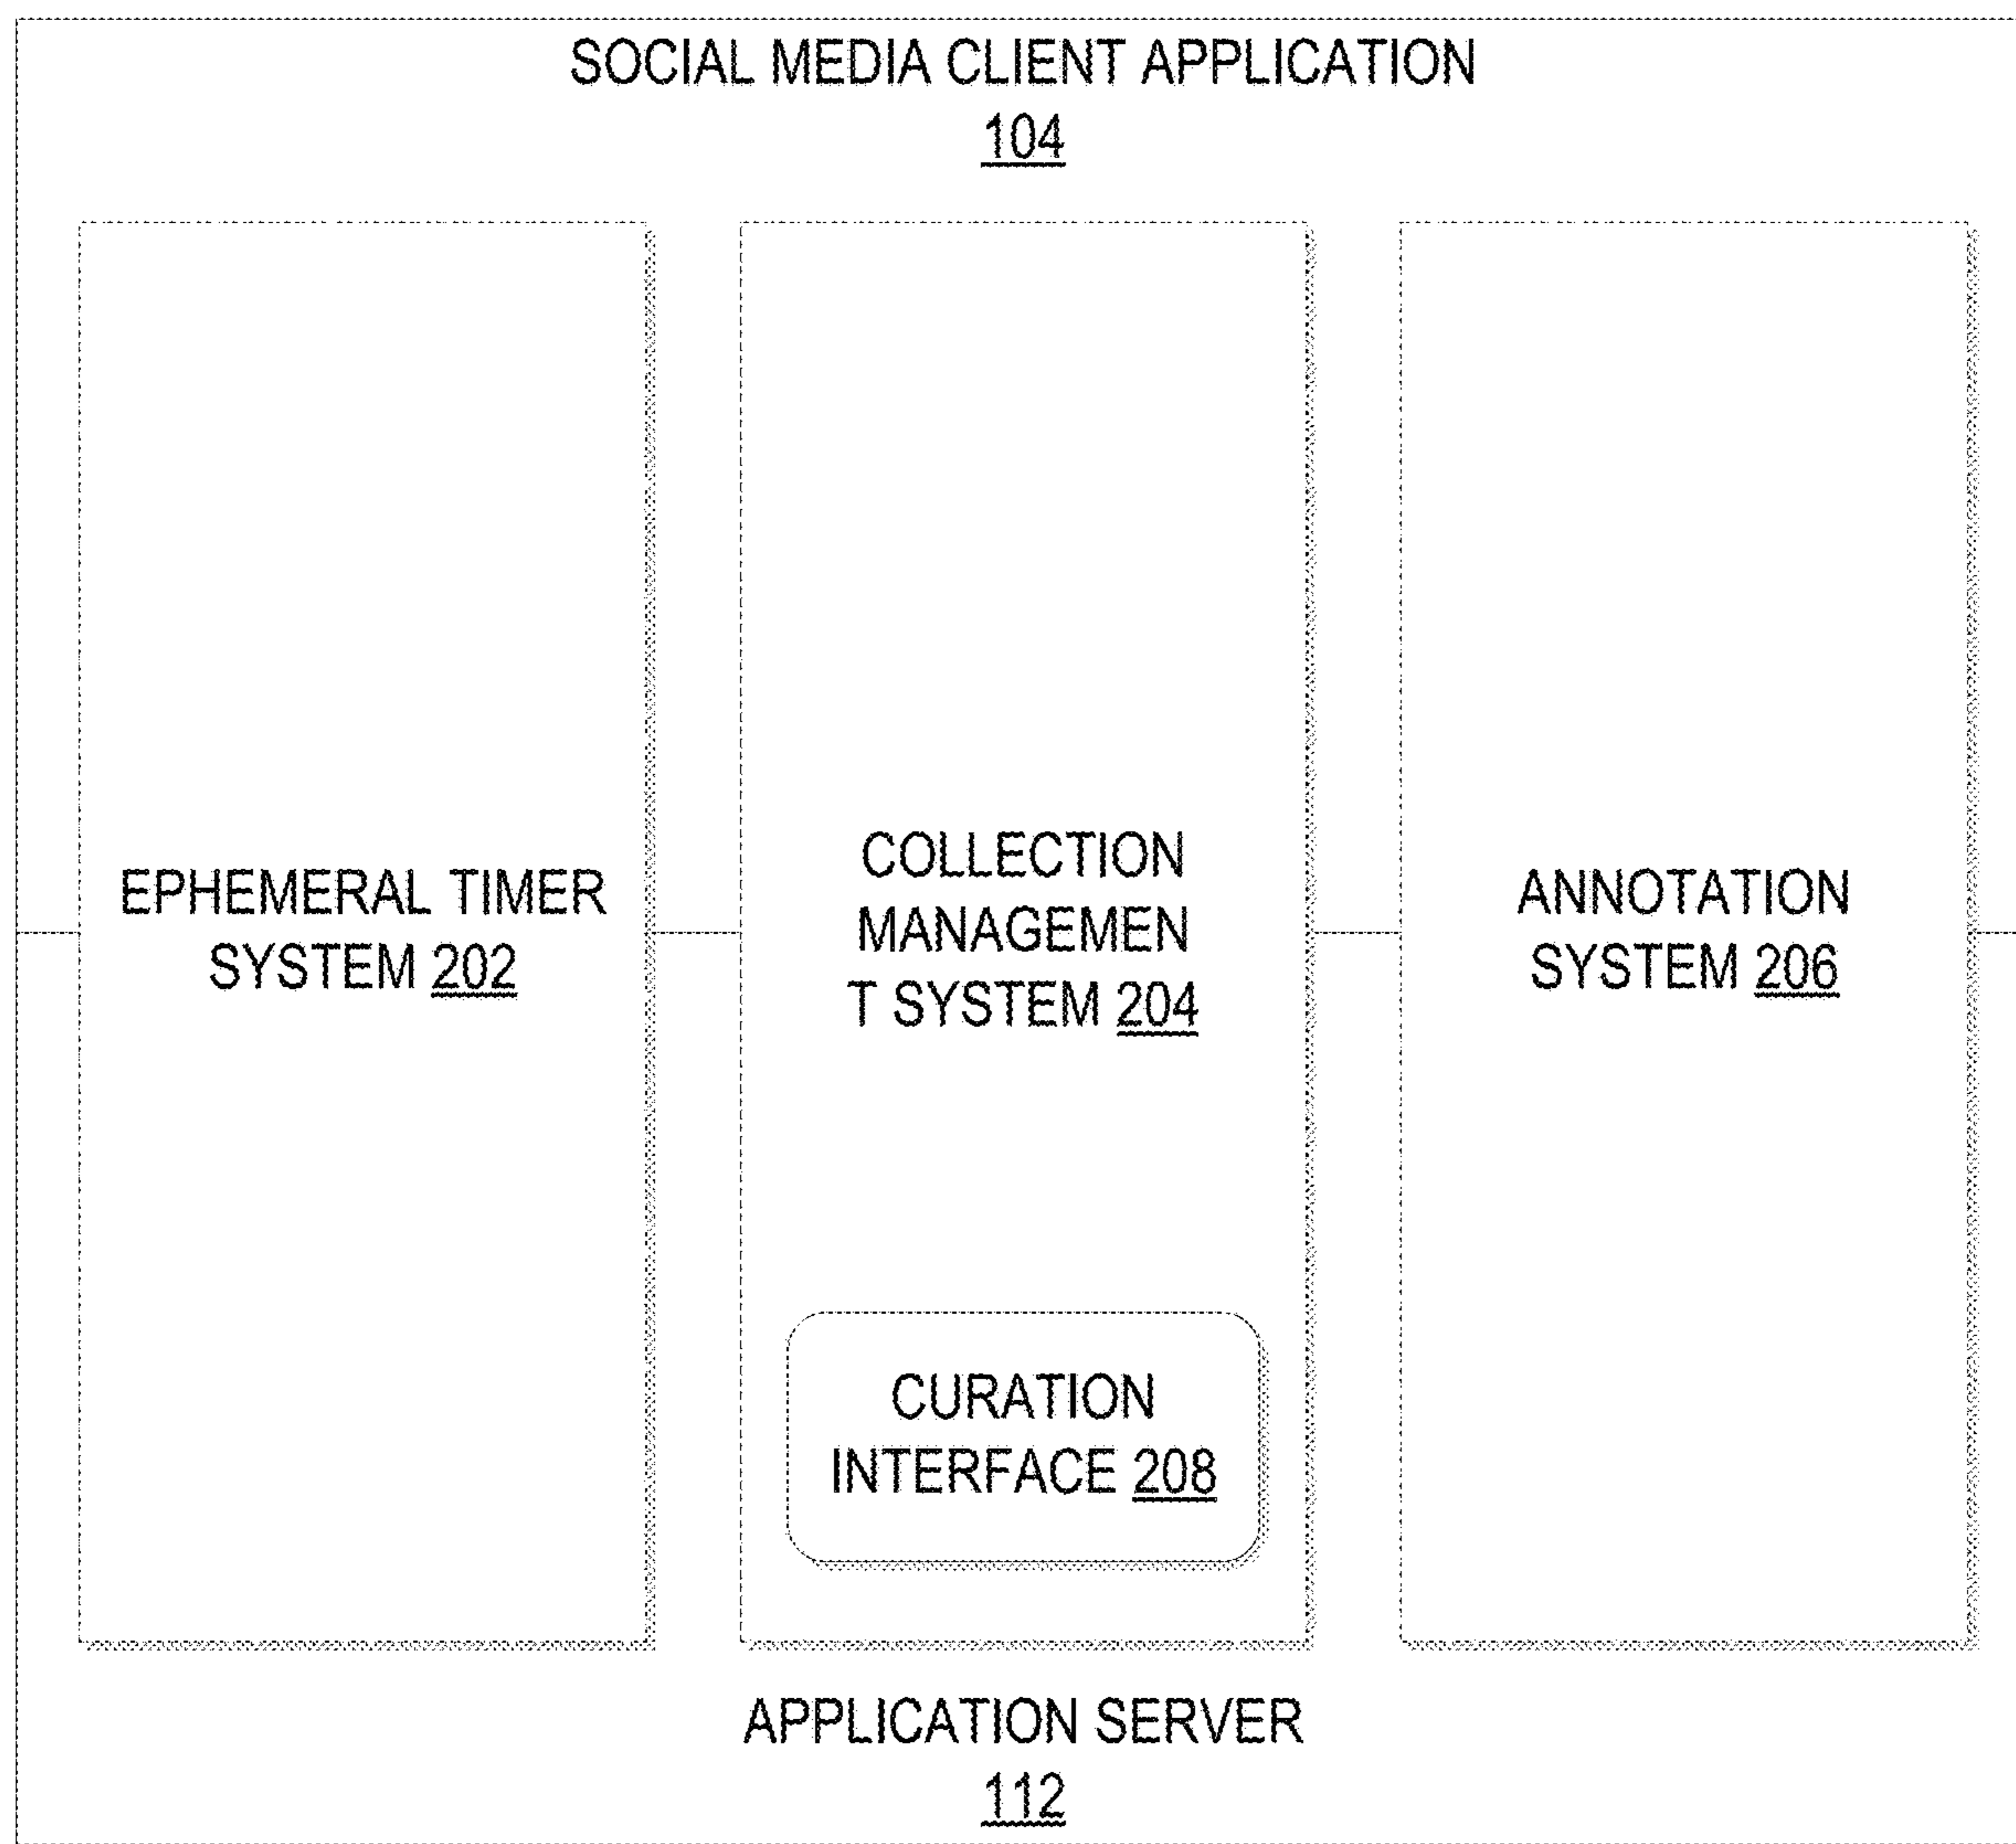 SOCIAL MEDIA CLIENT APPLICATION
104
EPHEMERAL TIMER
SYSTEM 202
COLLECTION
MANAGEMEN
T SYSTEM 204
ANNOTATION
SYSTEM 206
CURATION
INTERFACE 208
APPLICATION SERVER
112